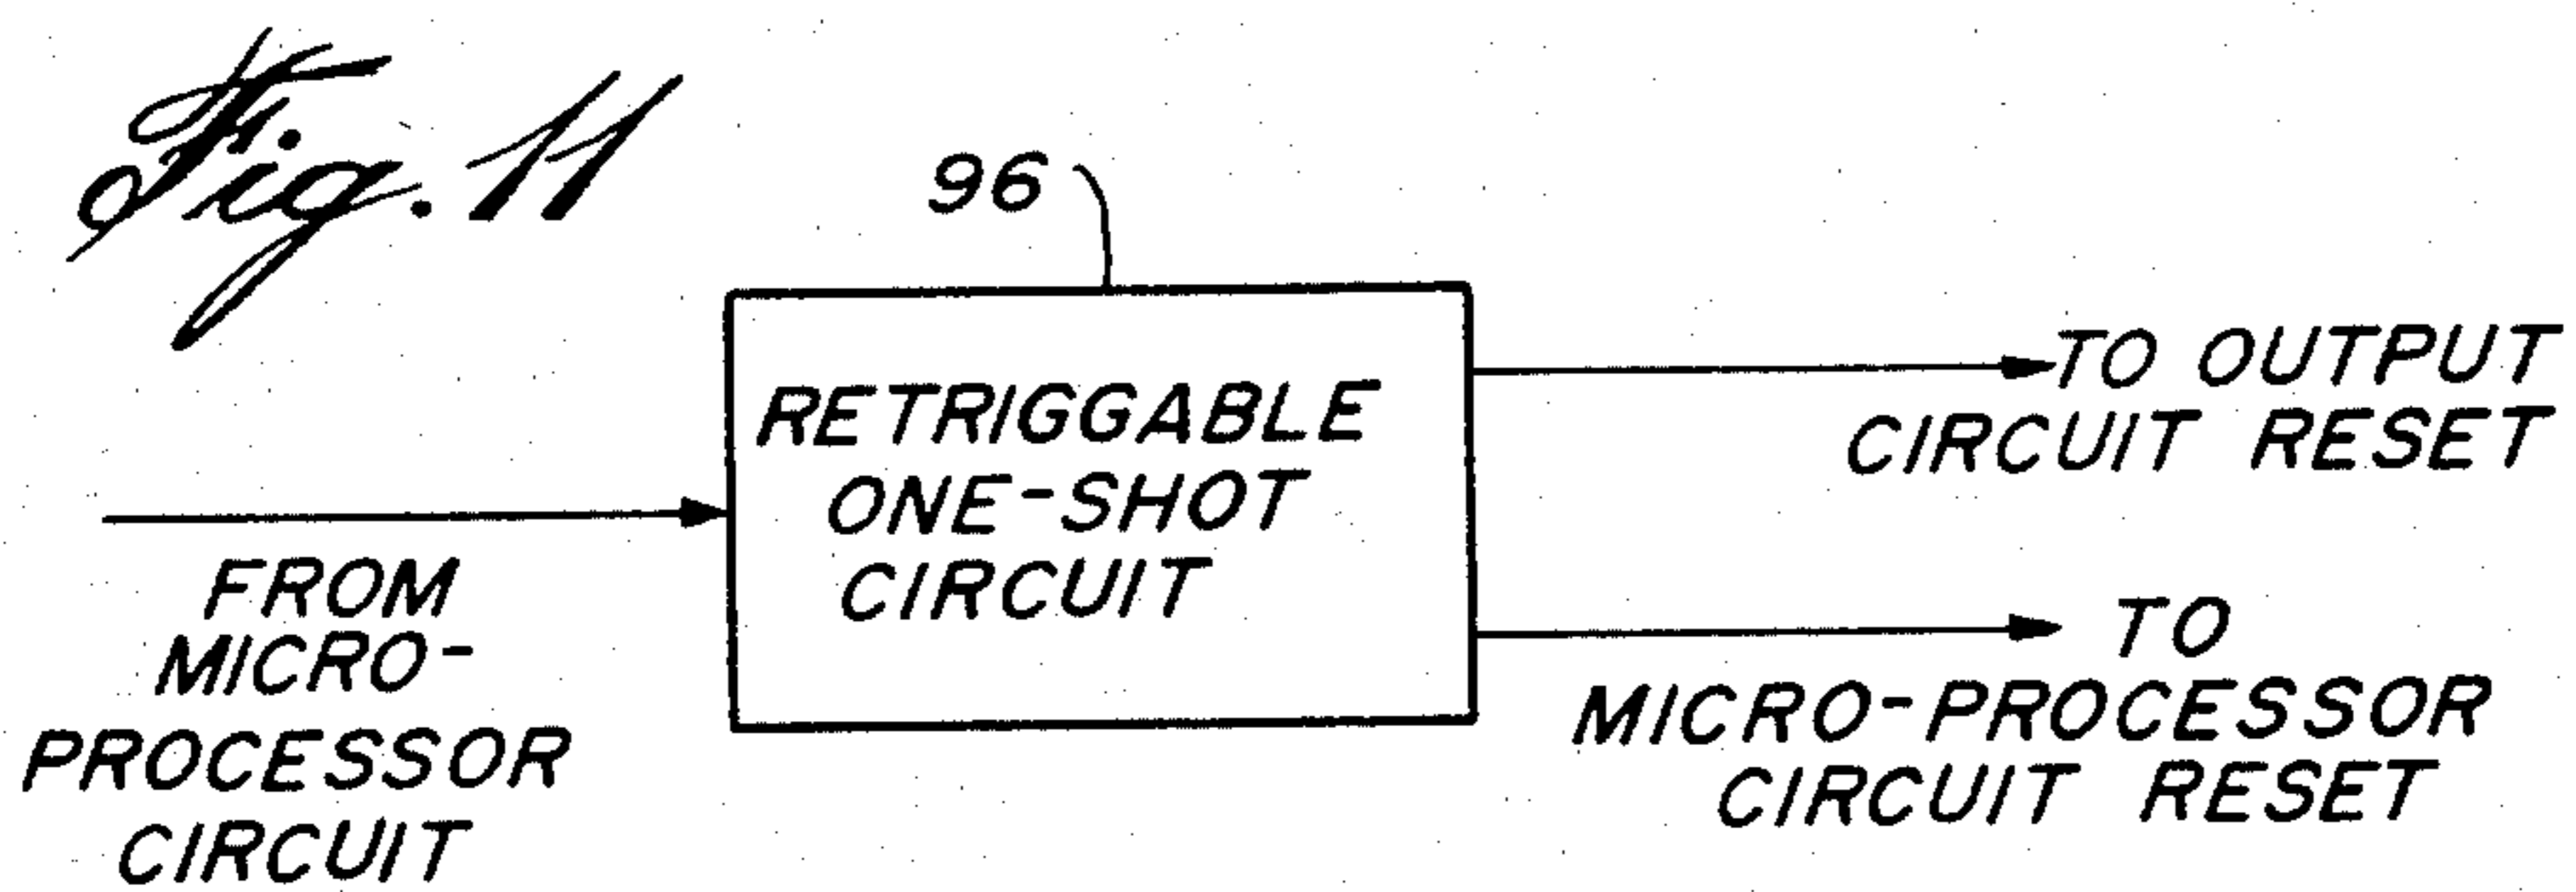 Fig. 11
96
RETRIGGABLE
ONE-SHOT
CIRCUIT
FROM
MICRO-
PROCESSOR
CIRCUIT
TO OUTPUT
CIRCUIT RESET
TO
MICRO-PROCESSOR
CIRCUIT RESET